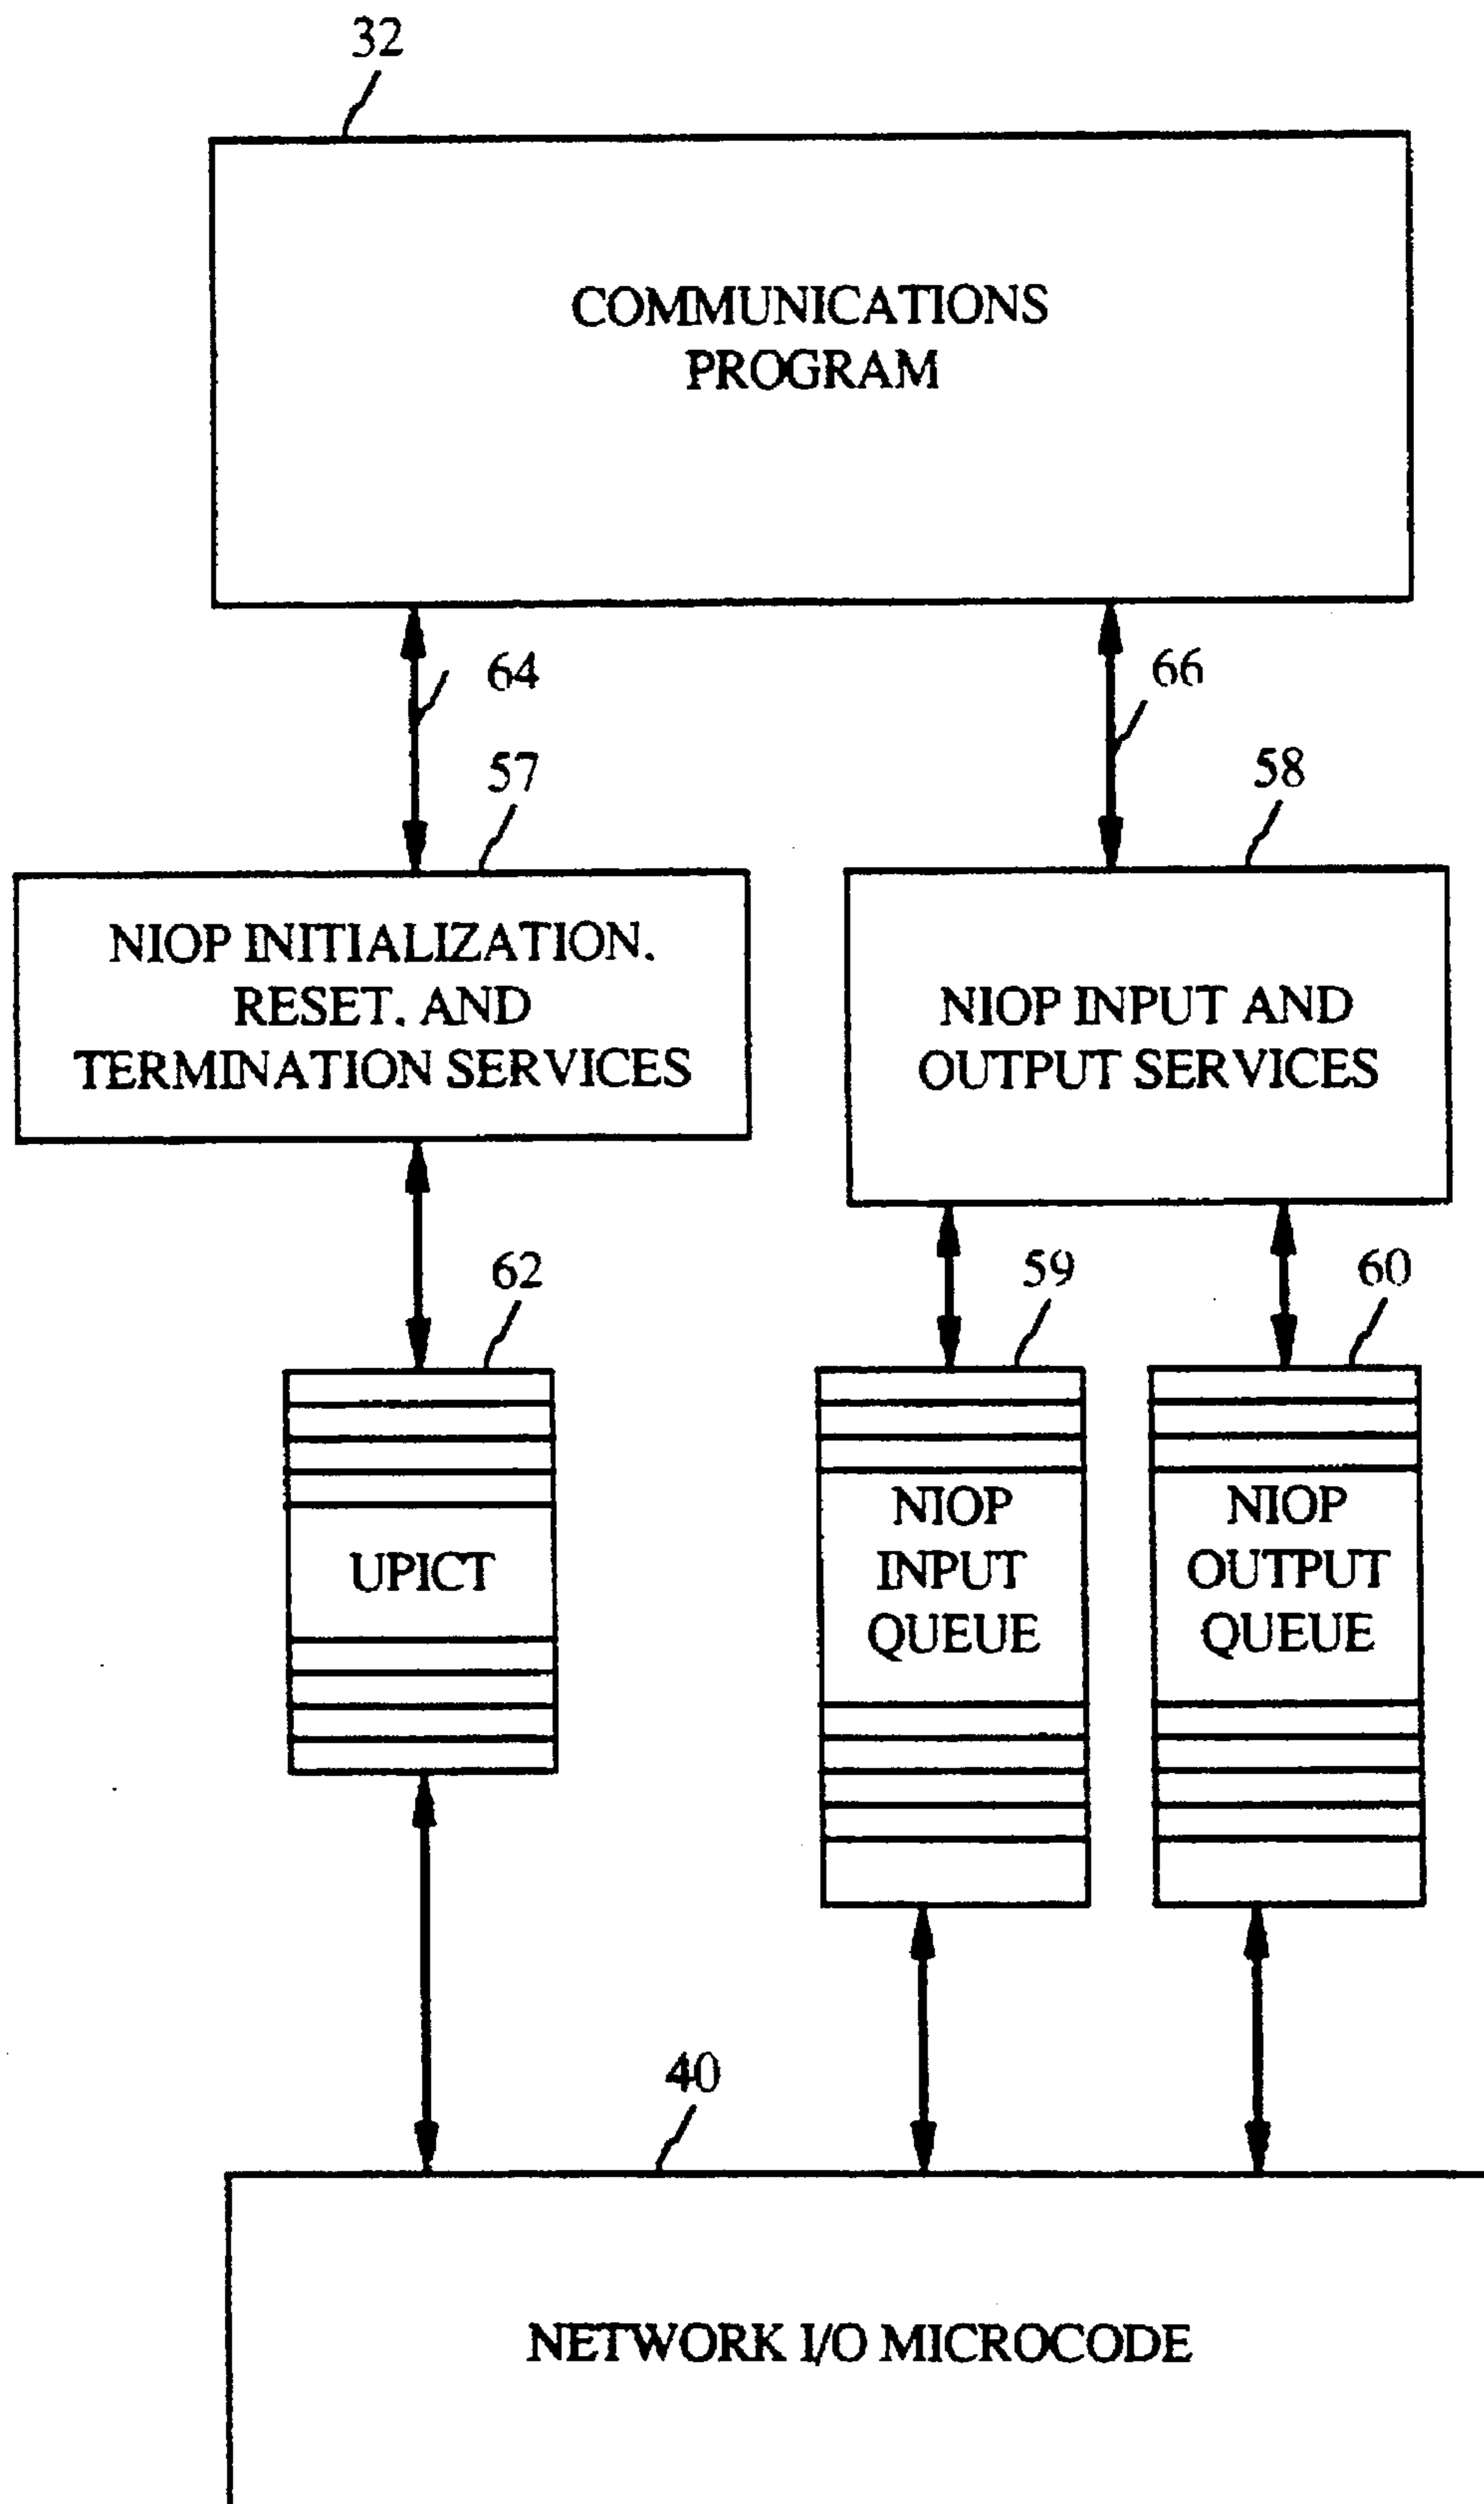 32
COMMUNICATIONS
PROGRAM
64
66
57
58
NIOP INITIALIZATION.
RESET. AND
TERMINATION SERVICES
NIOP INPUT AND
OUTPUT SERVICES
62
59
60
UPICT
NIOP
INPUT
QUEUE
NIOP
OUTPUT
QUEUE
40
NETWORK I/O MICROCODE